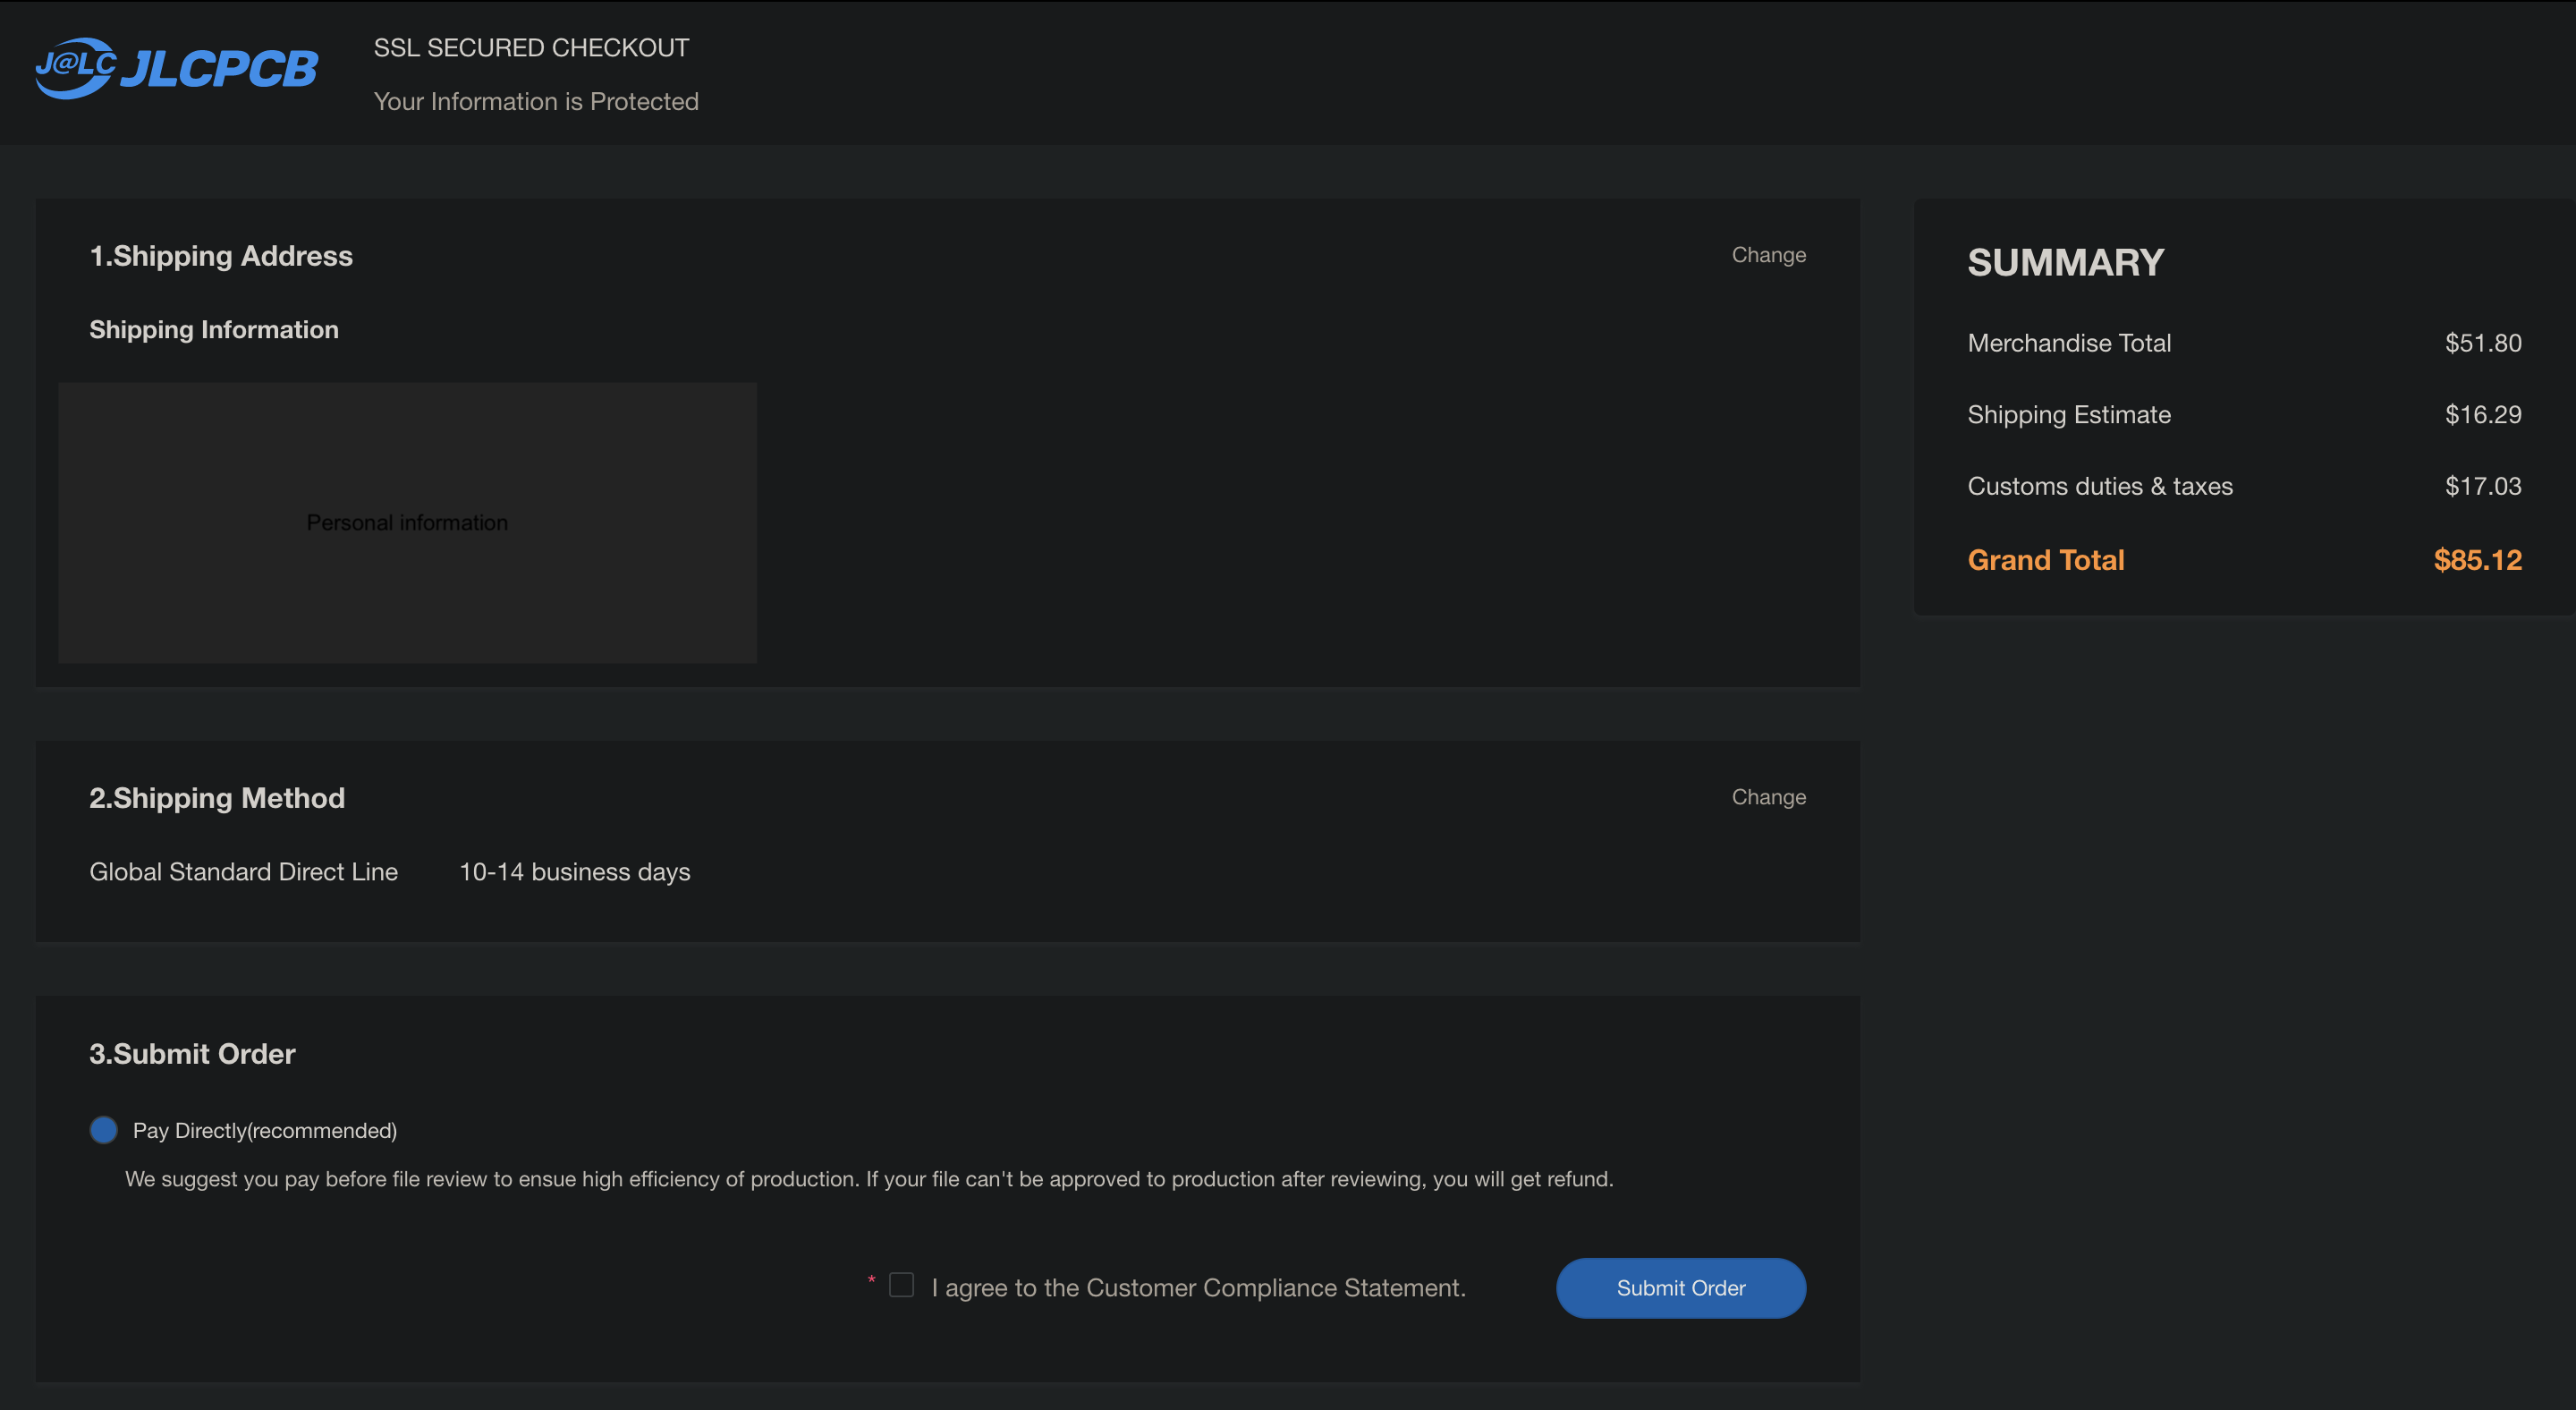 J@LC JLCPCB
SSL SECURED CHECKOUT
Your Information is Protected
1.Shipping Address
Change
Shipping Information
Personal information
2.Shipping Method
Change
Global Standard Direct Line 10-14 business days
3.Submit Order
Pay Directly(recommended)
We suggest you pay before file review to ensue high efficiency of production. If your file can't be approved to production after reviewing, you will get refund.
* I agree to the Customer Compliance Statement.
Submit Order
SUMMARY
Merchandise Total $51.80
Shipping Estimate $16.29
Customs duties & taxes $17.03
Grand Total $85.12